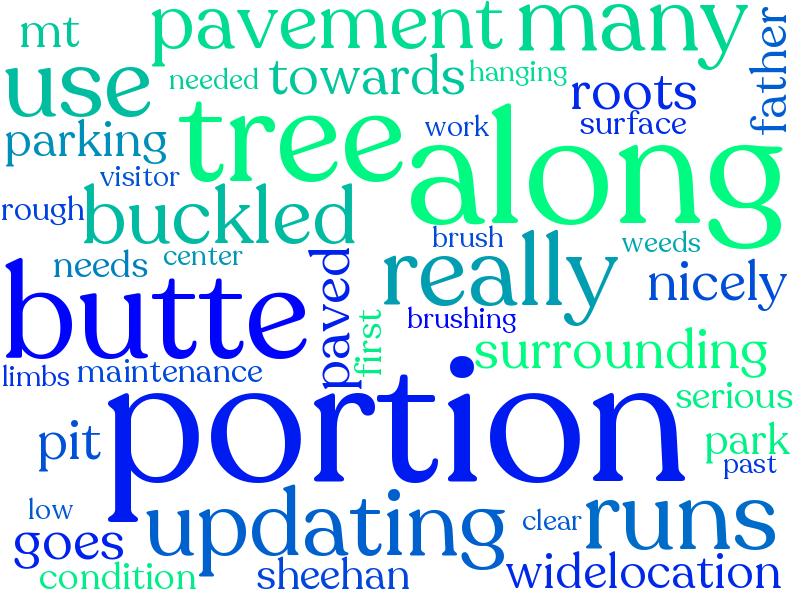 mt pavement many father
use needed towards hanging
roots
parking tree work surface
visitor along
rough buckled
brush weeds
needs center really nicely
butte paved first brushing
limbs maintenance surrounding
portion serious
pit park
past
low updating clear runs
goes
condition sheehan widelocation